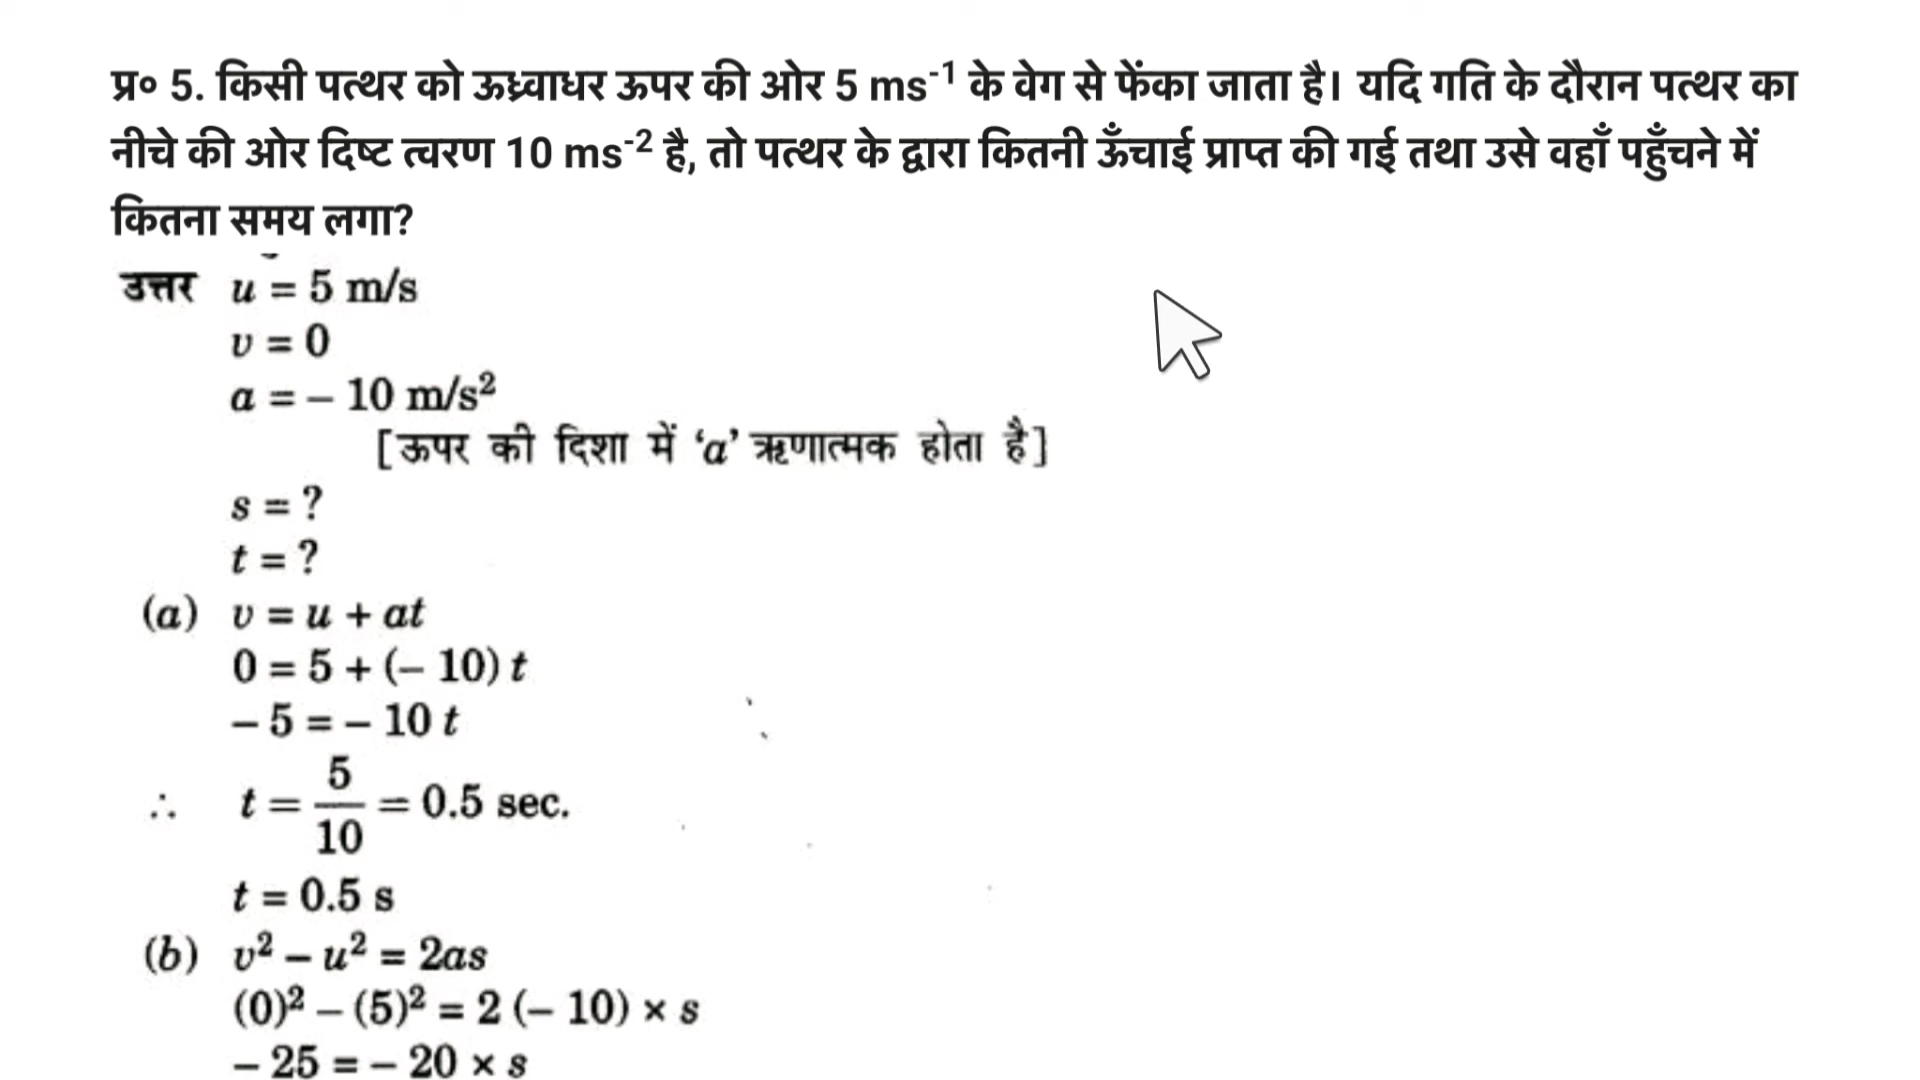 प्र० 5. किसी पत्थर को ऊर्ध्वाधर ऊपर की ओर 5 ms⁻¹ के वेग से फेंका जाता है। यदि गति के दौरान पत्थर का
नीचे की ओर दिष्ट त्वरण 10 ms⁻² है, तो पत्थर के द्वारा कितनी ऊँचाई प्राप्त की गई तथा उसे वहाँ पहुँचने में
कितना समय लगा?
उत्तर u = 5 m/s
v = 0
a = – 10 m/s²
[ऊपर की दिशा में ‘a’ ऋणात्मक होता है]
s = ?
t = ?
(a) v = u + at
0 = 5 + (– 10) t
– 5 = – 10 t
∴ t = 5/10 = 0.5 sec.
t = 0.5 s
(b) v² – u² = 2as
(0)² – (5)² = 2 (– 10) × s
– 25 = – 20 × s